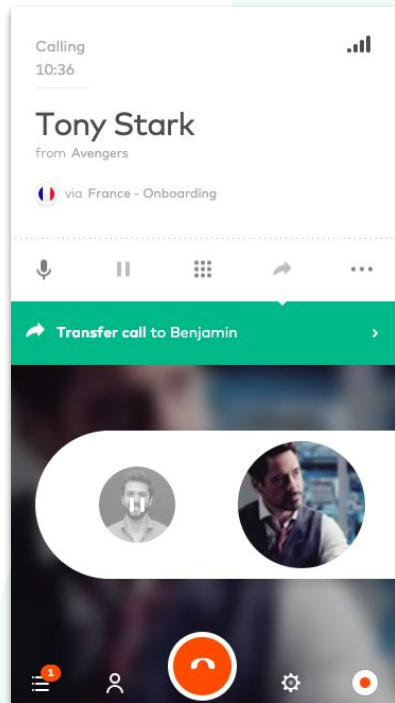 Calling
10:36
Tony Stark
from Avengers
via France - Onboarding
Transfer call to Benjamin
1